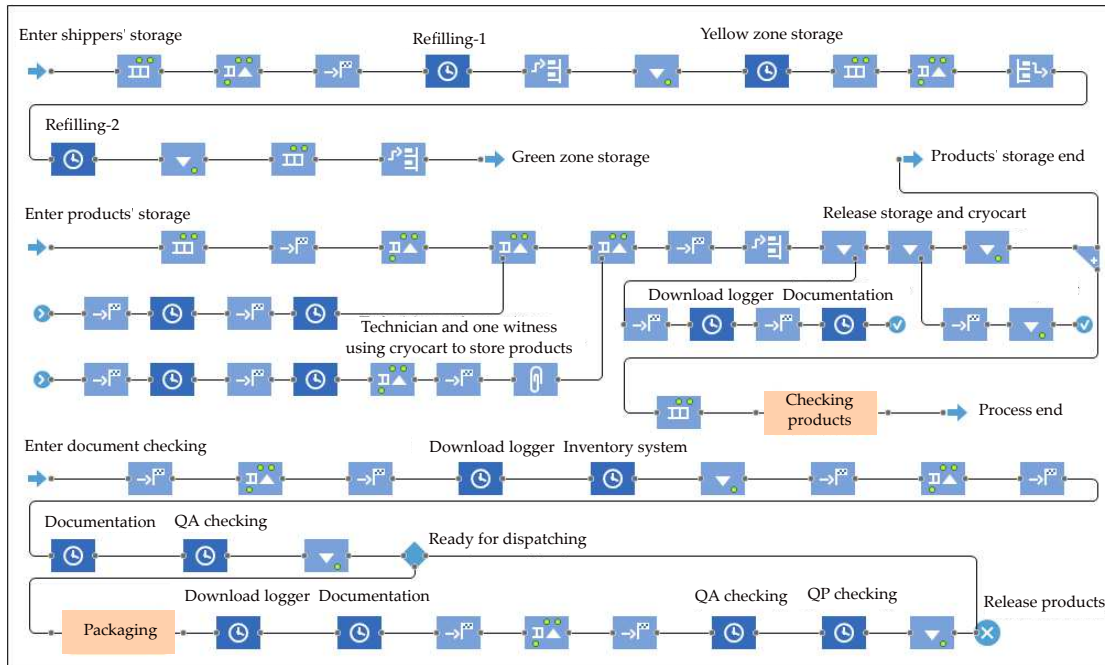 Enter shippers' storage
Refilling-1
Yellow zone storage
Refilling-2
Green zone storage
Products' storage end
Enter products' storage
Release storage and cryocart
Download logger Documentation
Technician and one witness
using cryocart to store products
Checking
products
Process end
Enter document checking
Download logger Inventory system
Documentation QA checking
Ready for dispatching
Download logger Documentation
QA checking QP checking
Release products
Packaging